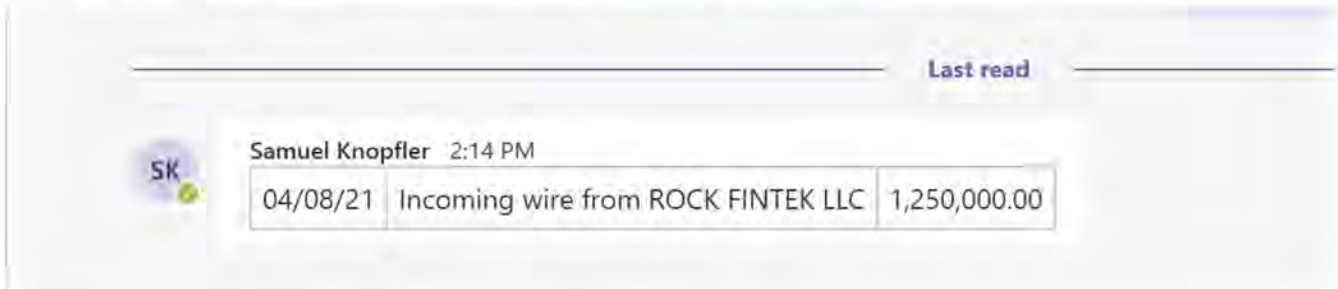 Last read
Samuel Knopfler 2:14 PM
SK
04/08/21 Incoming wire from ROCK FINTEK LLC 1,250,000.00